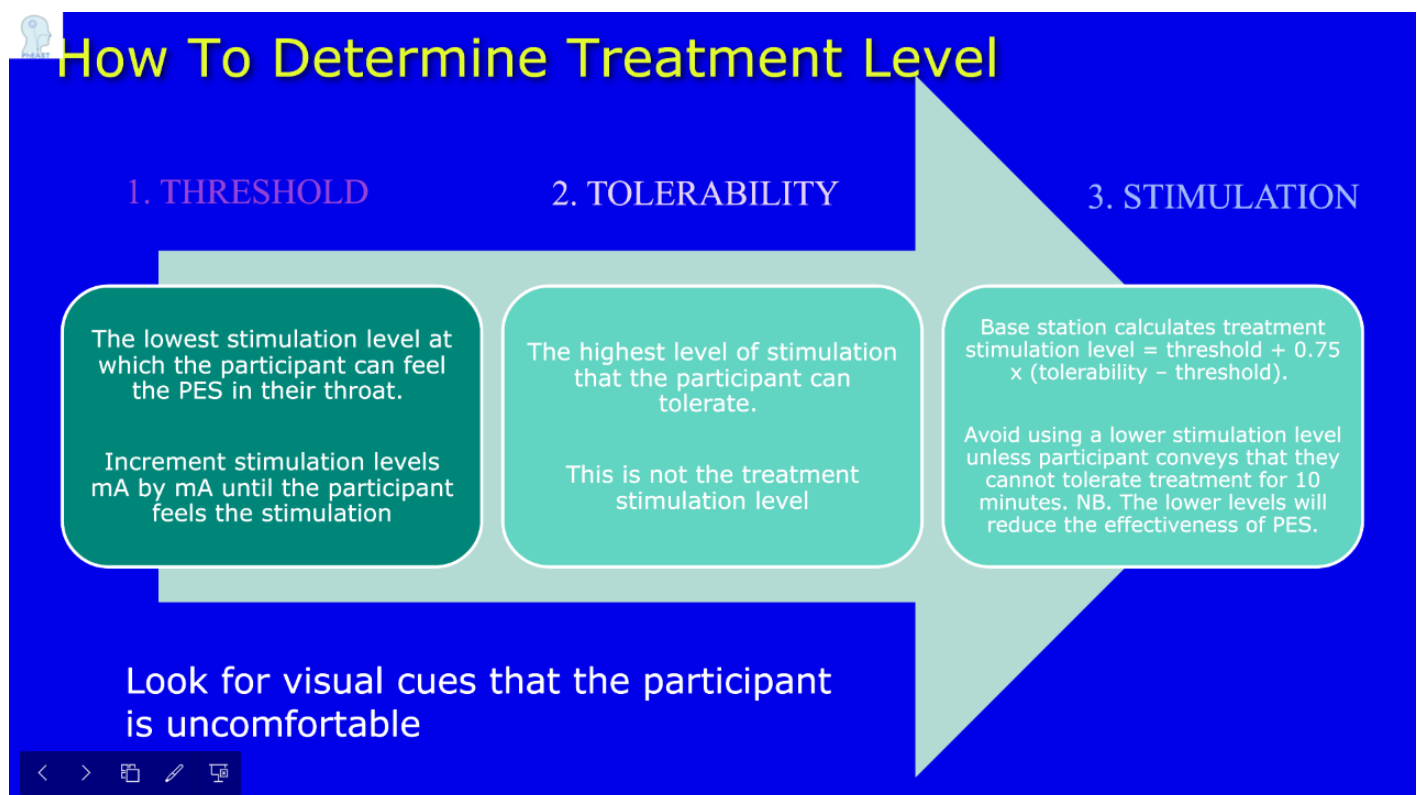 PhEAST
How To Determine Treatment Level
1. THRESHOLD
2. TOLERABILITY
3. STIMULATION
The lowest stimulation level at
which the participant can feel
the PES in their throat.
Increment stimulation levels
mA by mA until the participant
feels the stimulation
The highest level of stimulation
that the participant can
tolerate.
This is not the treatment
stimulation level
Base station calculates treatment
stimulation level = threshold + 0.75
x (tolerability – threshold).
Avoid using a lower stimulation level
unless participant conveys that they
cannot tolerate treatment for 10
minutes. NB. The lower levels will
reduce the effectiveness of PES.
Look for visual cues that the participant
is uncomfortable